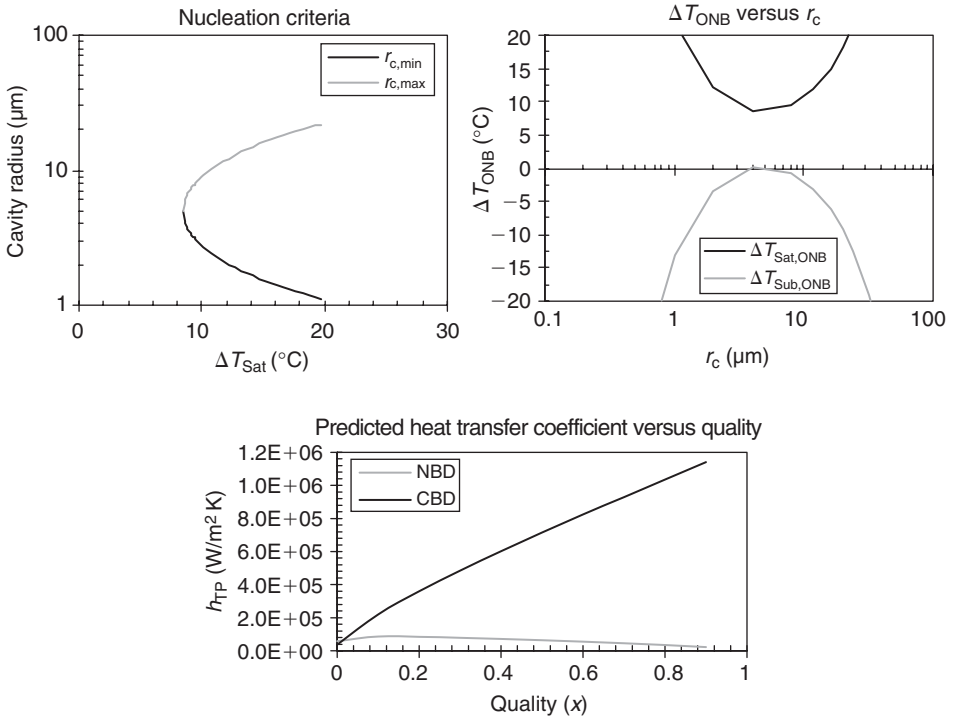 Nucleation criteria
100
10
1
Cavity radius (μm)
r_c,min
r_c,max
0
10
20
30
ΔT_Sat (°C)
ΔT_ONB versus r_c
20
15
10
5
0
−5
−10
−15
−20
ΔT_ONB (°C)
ΔT_Sat,ONB
ΔT_Sub,ONB
0.1
1
10
100
r_c (μm)
Predicted heat transfer coefficient versus quality
1.2E+06
1.0E+06
8.0E+05
6.0E+05
4.0E+05
2.0E+05
0.0E+00
h_TP (W/m² K)
NBD
CBD
0
0.2
0.4
0.6
0.8
1
Quality (x)